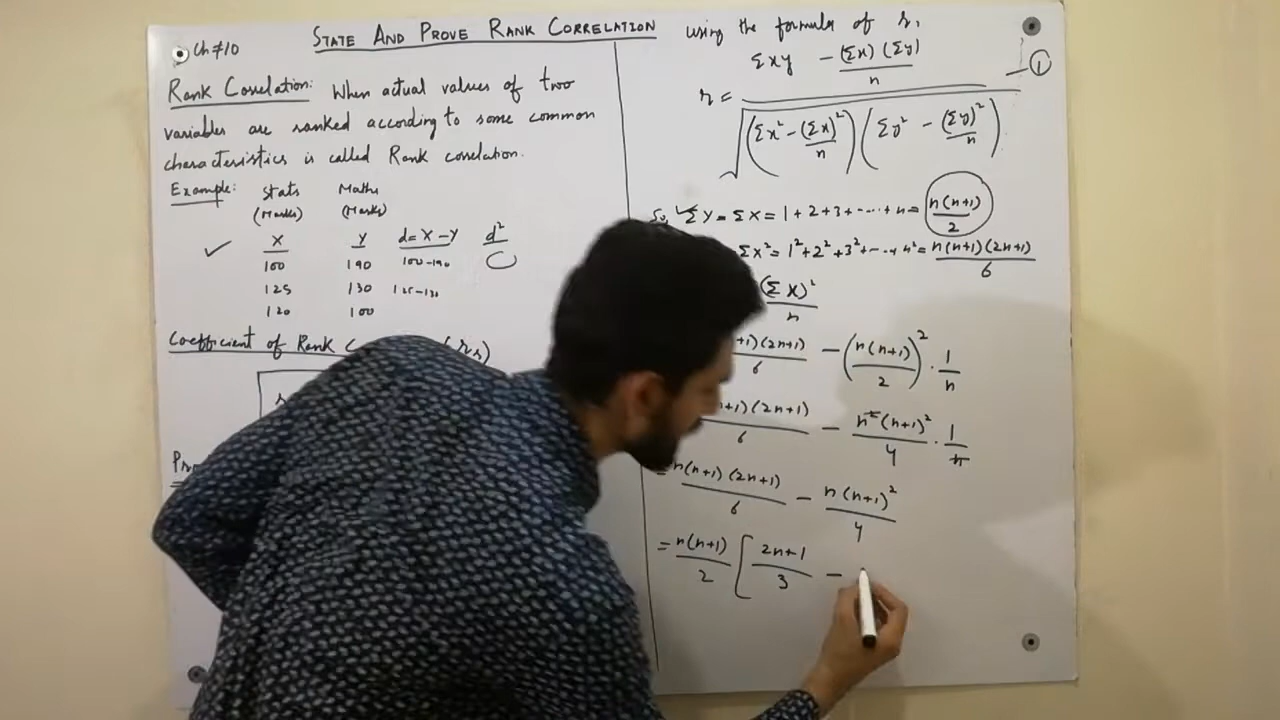 Ch # 10
STATE AND PROVE RANK CORRELATION
Rank Correlation: When actual values of two
variables are ranked according to some common
characteristics is called Rank correlation.
Example: Stats Maths
(Marks) (Marks)
X Y d=X-Y d²
100 190 100-190
125 130 125-130
120 100
Coefficient of Rank
using the formula of r,
Σxy - (Σx)(Σy)/n
r = ————— ①
√(Σx² - (Σx)²/n)(Σy² - (Σy)²/n)
So, ΣY = ΣX = 1+2+3+-----+n = n(n+1)/2
Σx² = 1²+2²+3²+----+n² = n(n+1)(2n+1)/6
(ΣX)²/n
+1)(2n+1)/6 - (n(n+1)/2)² · 1/n
+1)(2n+1)/6 - n²(n+1)²/4 · 1/n
= n(n+1)(2n+1)/6 - n(n+1)²/4
= n(n+1)/2 [ 2n+1/3 -